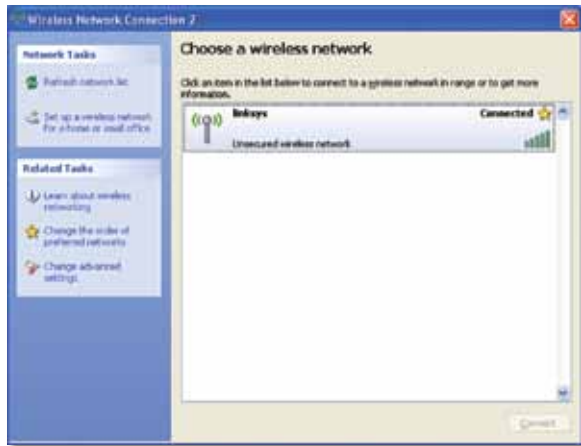 Wireless Network Connection 2
Network Tasks
Refresh network list
Set up a wireless network
for a home or small office
Related Tasks
Learn about wireless
networking
Change the order of
preferred networks
Change advanced
settings
Choose a wireless network
Click an item in the list below to connect to a wireless network in range or to get more
information.
linksys
Connected
Unsecured wireless network
Connect